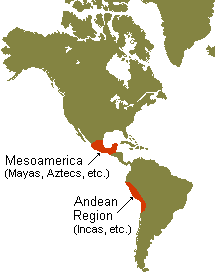 Mesoamerica
(Mayas, Aztecs, etc.)
Andean
Region
(Incas, etc.)